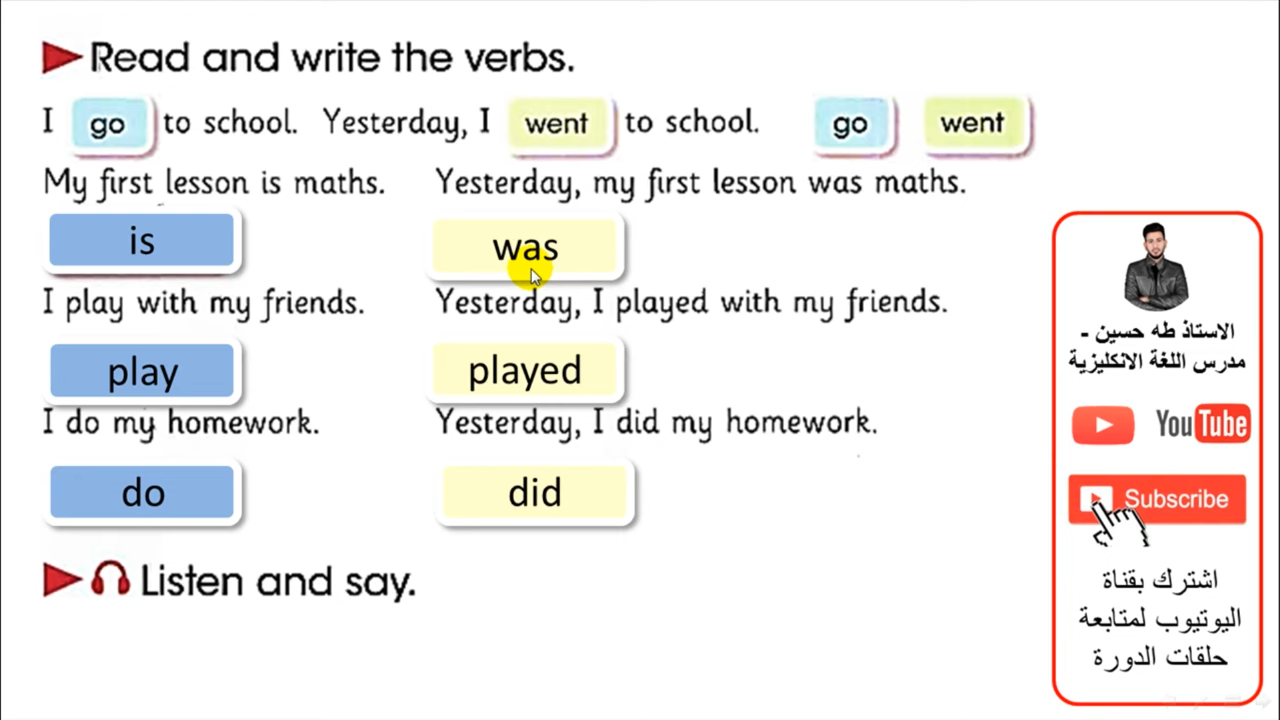 Read and write the verbs.
I go to school. Yesterday, I went to school. go went
My first lesson is maths. Yesterday, my first lesson was maths.
is was
I play with my friends. Yesterday, I played with my friends.
play played
I do my homework. Yesterday, I did my homework.
do did
Listen and say.
الاستاذ طه حسين -
مدرس اللغة الانكليزية
YouTube
Subscribe
اشترك بقناة
اليوتيوب لمتابعة
حلقات الدورة